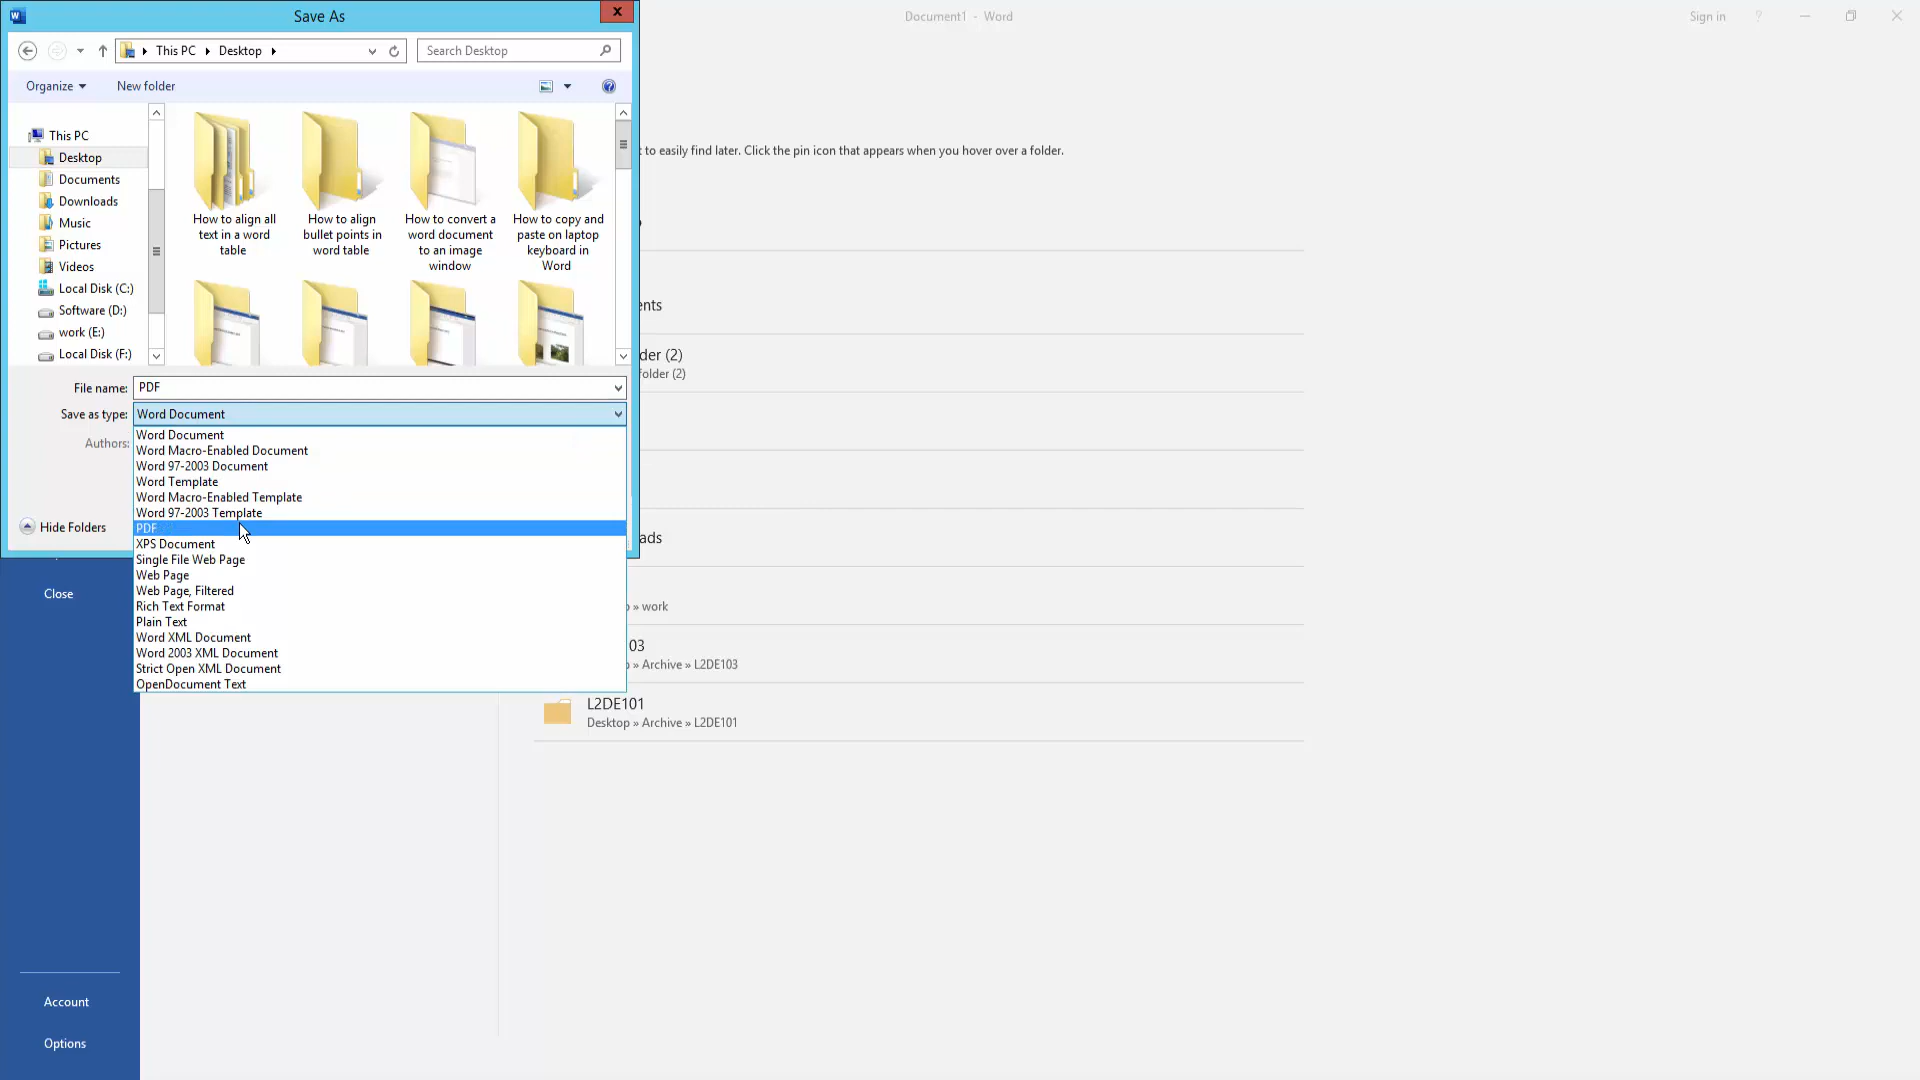 Save As
Document1 - Word
Sign in
This PC
Desktop
Search Desktop
Organize
New folder
This PC
Desktop
Documents
Downloads
Music
Pictures
Videos
Local Disk (C:)
Software (D:)
work (E:)
Local Disk (F:)
How to align all
text in a word
table
How to align
bullet points in
word table
How to convert a
word document
to an image
window
How to copy and
paste on laptop
keyboard in
Word
File name:
PDF
Save as type:
Word Document
Authors:
Word Document
Word Macro-Enabled Document
Word 97-2003 Document
Word Template
Word Macro-Enabled Template
Word 97-2003 Template
PDF
XPS Document
Single File Web Page
Web Page
Web Page, Filtered
Rich Text Format
Plain Text
Word XML Document
Word 2003 XML Document
Strict Open XML Document
OpenDocument Text
Hide Folders
Close
Account
Options
to easily find later. Click the pin icon that appears when you hover over a folder.
ents
der (2)
folder (2)
ads
» work
03
» Archive » L2DE103
L2DE101
Desktop » Archive » L2DE101